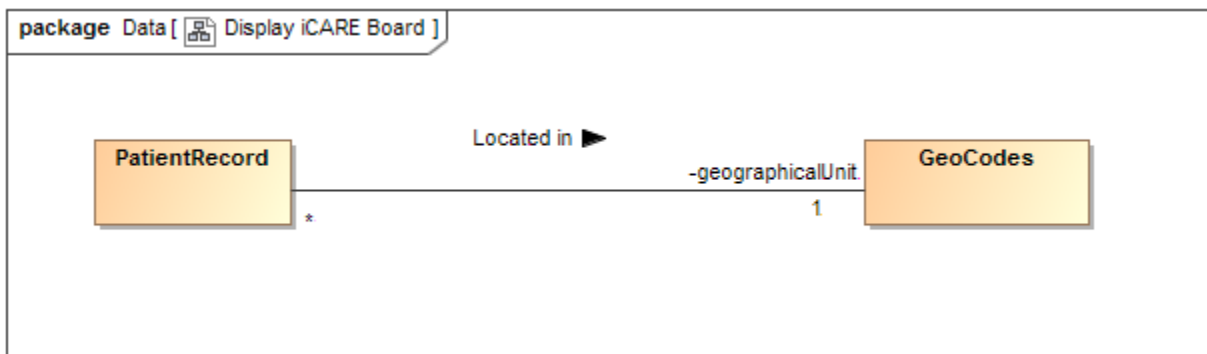 package Data [ Display iCARE Board ]
Located in
PatientRecord
GeoCodes
-geographicalUnit
*
1